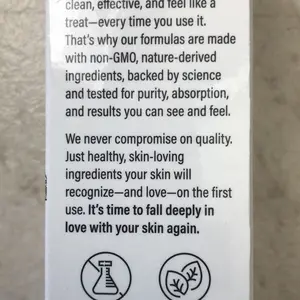 clean, effective, and feel like a
treat—every time you use it.
That's why our formulas are made
with non-GMO, nature-derived
ingredients, backed by science
and tested for purity, absorption,
and results you can see and feel.
We never compromise on quality.
Just healthy, skin-loving
ingredients your skin will
recognize—and love—on the first
use. It's time to fall deeply in
love with your skin again.